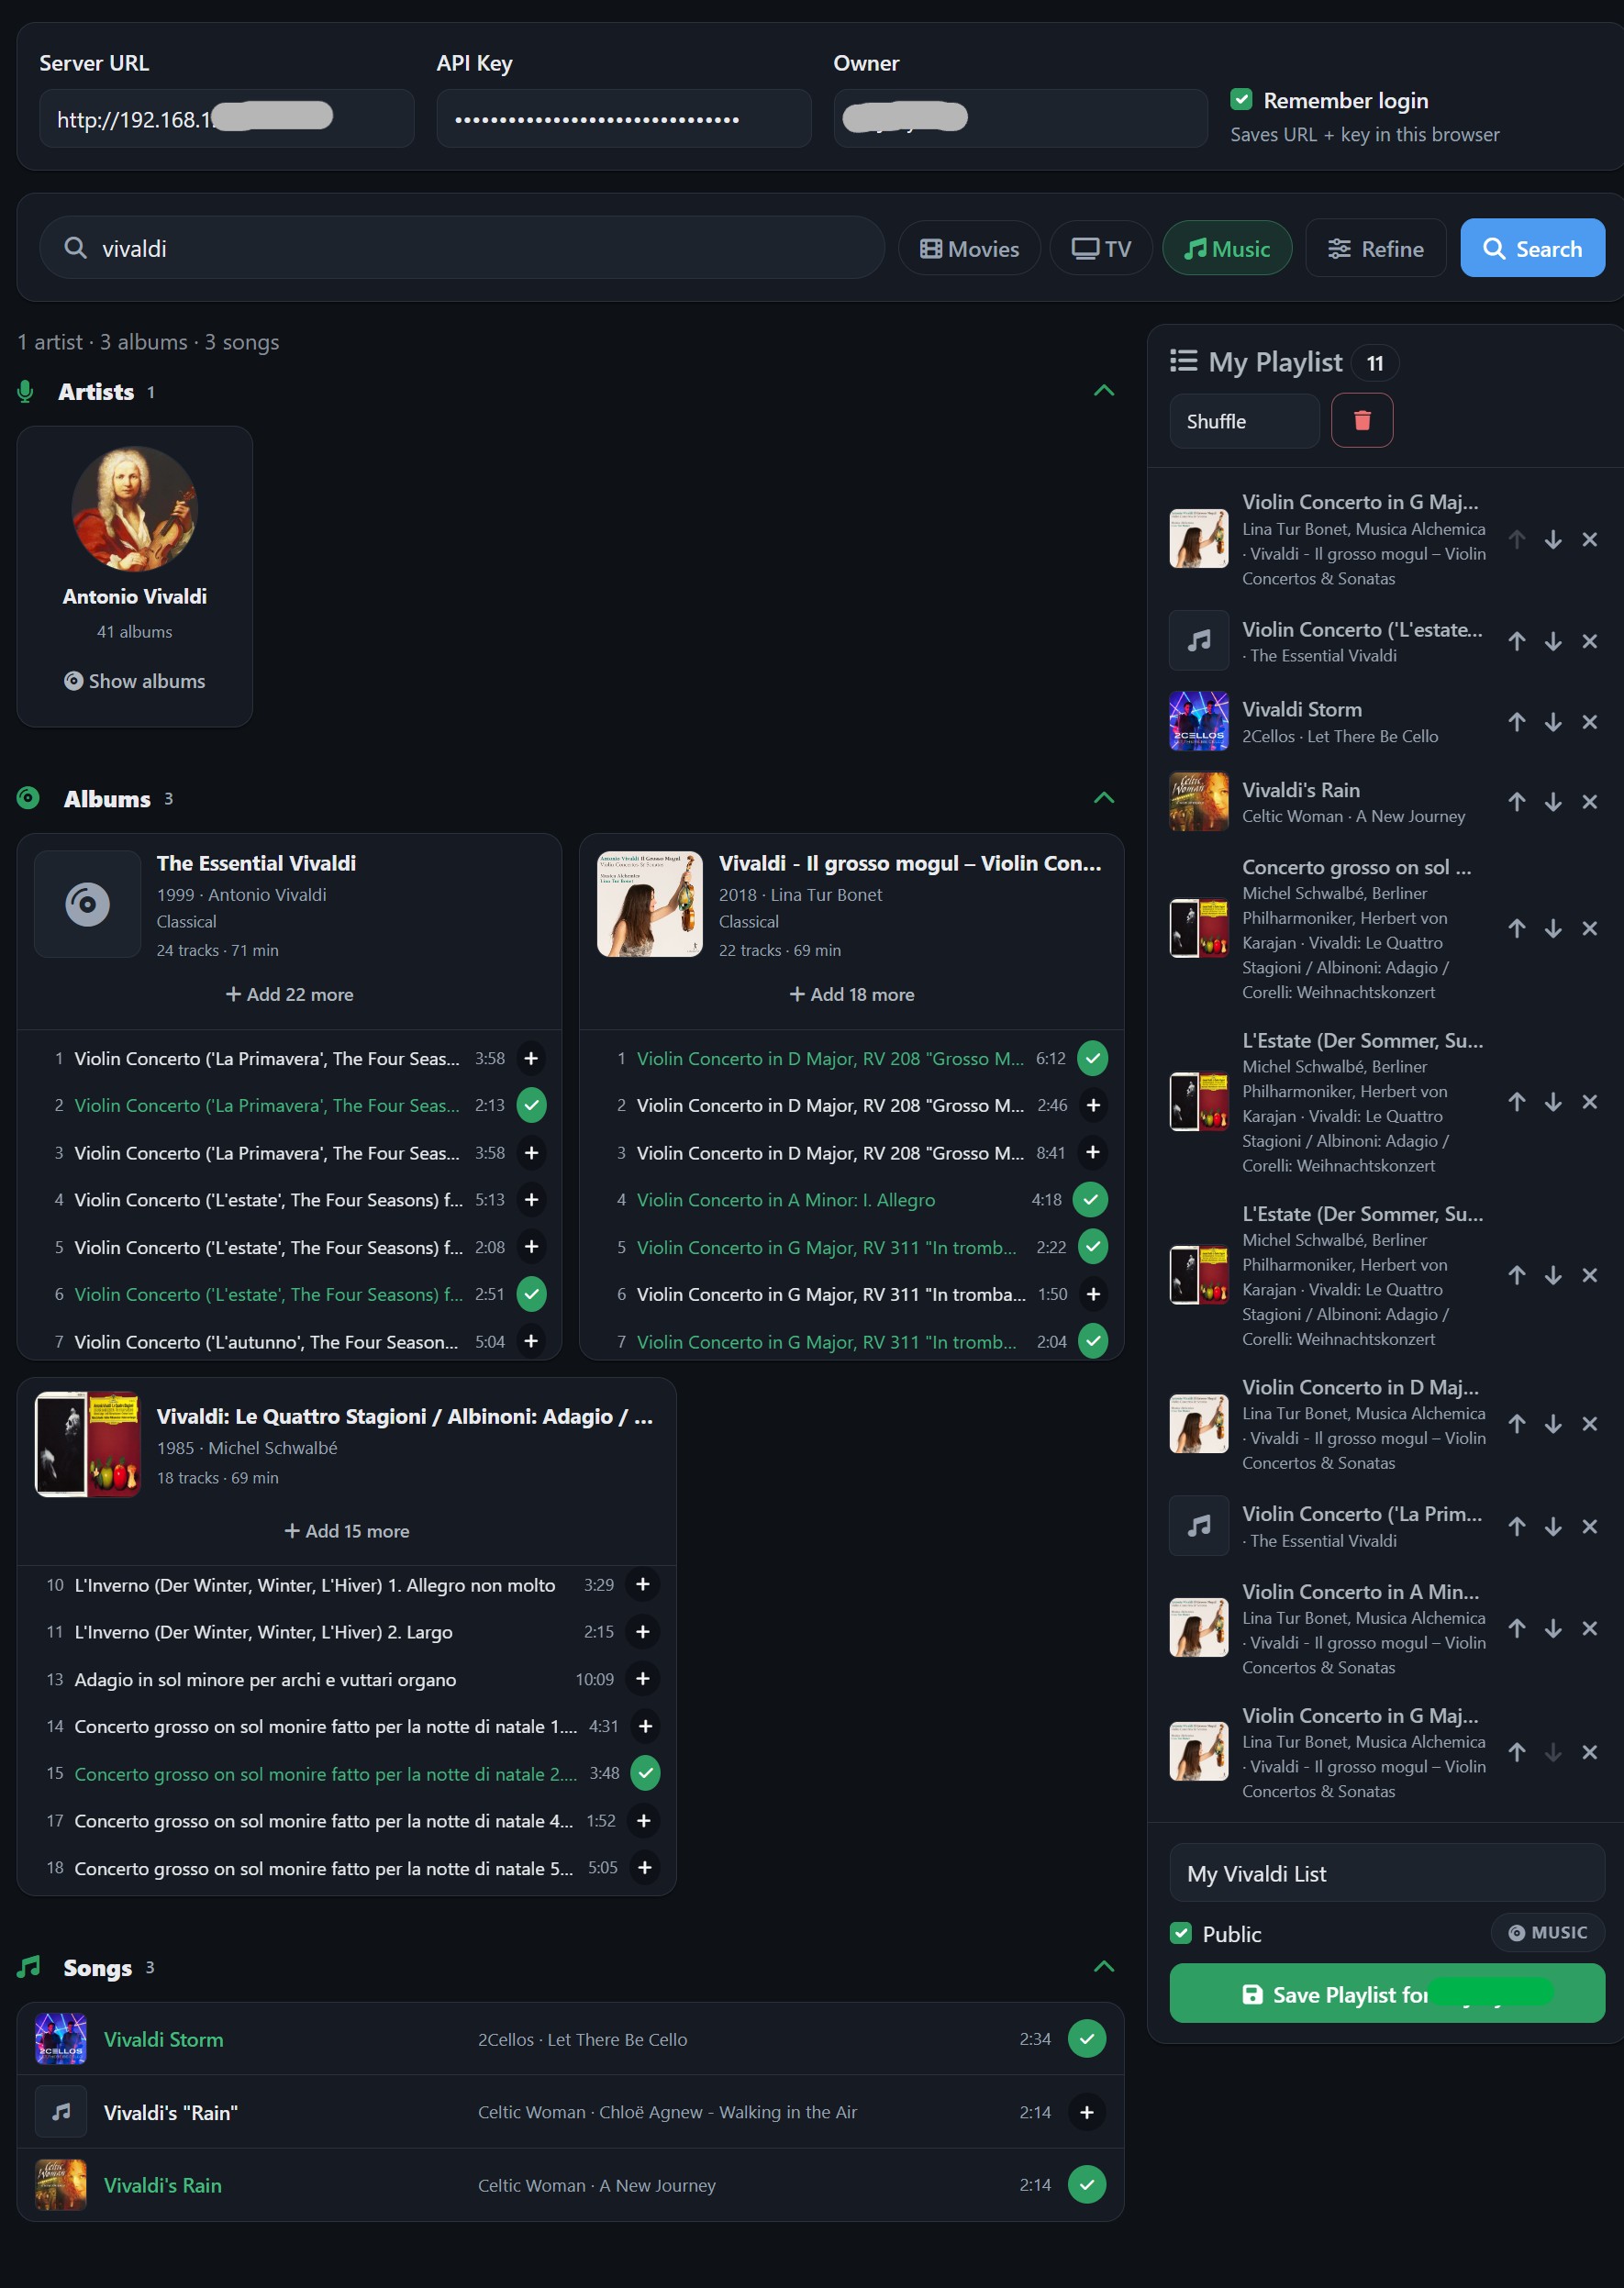 Server URL
API Key
Owner
http://192.168.1
••••••••••••••••••••••••••••••••
Remember login
Saves URL + key in this browser
vivaldi
Movies
TV
Music
Refine
Search
1 artist · 3 albums · 3 songs
Artists 1
Antonio Vivaldi
41 albums
Show albums
Albums 3
The Essential Vivaldi
1999 · Antonio Vivaldi
Classical
24 tracks · 71 min
+ Add 22 more
1 Violin Concerto ('La Primavera', The Four Seas... 3:58
2 Violin Concerto ('La Primavera', The Four Seas... 2:13
3 Violin Concerto ('La Primavera', The Four Seas... 3:58
4 Violin Concerto ('L'estate', The Four Seasons) f... 5:13
5 Violin Concerto ('L'estate', The Four Seasons) f... 2:08
6 Violin Concerto ('L'estate', The Four Seasons) f... 2:51
7 Violin Concerto ('L'autunno', The Four Season... 5:04
Vivaldi - Il grosso mogul – Violin Con...
2018 · Lina Tur Bonet
Classical
22 tracks · 69 min
+ Add 18 more
1 Violin Concerto in D Major, RV 208 "Grosso M... 6:12
2 Violin Concerto in D Major, RV 208 "Grosso M... 2:46
3 Violin Concerto in D Major, RV 208 "Grosso M... 8:41
4 Violin Concerto in A Minor: I. Allegro 4:18
5 Violin Concerto in G Major, RV 311 "In tromb... 2:22
6 Violin Concerto in G Major, RV 311 "In tromba... 1:50
7 Violin Concerto in G Major, RV 311 "In tromb... 2:04
Vivaldi: Le Quattro Stagioni / Albinoni: Adagio / ...
1985 · Michel Schwalbé
18 tracks · 69 min
+ Add 15 more
10 L'Inverno (Der Winter, Winter, L'Hiver) 1. Allegro non molto 3:29
11 L'Inverno (Der Winter, Winter, L'Hiver) 2. Largo 2:15
13 Adagio in sol minore per archi e vuttari organo 10:09
14 Concerto grosso on sol monire fatto per la notte di natale 1.... 4:31
15 Concerto grosso on sol monire fatto per la notte di natale 2.... 3:48
17 Concerto grosso on sol monire fatto per la notte di natale 4... 1:52
18 Concerto grosso on sol monire fatto per la notte di natale 5... 5:05
Songs 3
Vivaldi Storm 2Cellos · Let There Be Cello 2:34
Vivaldi's "Rain" Celtic Woman · Chloë Agnew - Walking in the Air 2:14
Vivaldi's Rain Celtic Woman · A New Journey 2:14
My Playlist 11
Shuffle
Violin Concerto in G Maj...
Lina Tur Bonet, Musica Alchemica
· Vivaldi - Il grosso mogul – Violin
Concertos & Sonatas
Violin Concerto ('L'estate...
· The Essential Vivaldi
Vivaldi Storm
2Cellos · Let There Be Cello
Vivaldi's Rain
Celtic Woman · A New Journey
Concerto grosso on sol ...
Michel Schwalbé, Berliner
Philharmoniker, Herbert von
Karajan · Vivaldi: Le Quattro
Stagioni / Albinoni: Adagio /
Corelli: Weihnachtskonzert
L'Estate (Der Sommer, Su...
Michel Schwalbé, Berliner
Philharmoniker, Herbert von
Karajan · Vivaldi: Le Quattro
Stagioni / Albinoni: Adagio /
Corelli: Weihnachtskonzert
L'Estate (Der Sommer, Su...
Michel Schwalbé, Berliner
Philharmoniker, Herbert von
Karajan · Vivaldi: Le Quattro
Stagioni / Albinoni: Adagio /
Corelli: Weihnachtskonzert
Violin Concerto in D Maj...
Lina Tur Bonet, Musica Alchemica
· Vivaldi - Il grosso mogul – Violin
Concertos & Sonatas
Violin Concerto ('La Prim...
· The Essential Vivaldi
Violin Concerto in A Min...
Lina Tur Bonet, Musica Alchemica
· Vivaldi - Il grosso mogul – Violin
Concertos & Sonatas
Violin Concerto in G Maj...
Lina Tur Bonet, Musica Alchemica
· Vivaldi - Il grosso mogul – Violin
Concertos & Sonatas
My Vivaldi List
Public
MUSIC
Save Playlist for